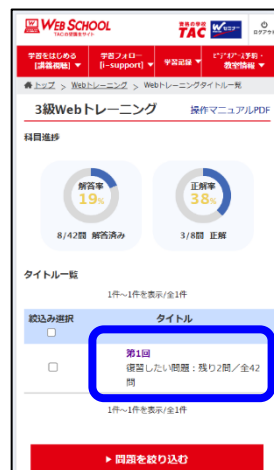 WEB SCHOOL
TACの授業をサイト
資格の学校
TAC
Wセミナー
ログアウト
学習をはじめる
[講義視聴] ▼
学習フォロー
[i-support] ▼
学習記録 ▼
教室情報 ▼
トップ > Webトレーニング > Webトレーニングタイトル一覧
3級Webトレーニング
操作マニュアルPDF
科目進捗
解答率
19%
8/42問 解答済み
正解率
38%
3/8問 正解
タイトル一覧
1件～1件を表示/全1件
絞込み選択
タイトル
第1回
復習したい問題：残り2問／全42
問
1件～1件を表示/全1件
▶ 問題を絞り込む